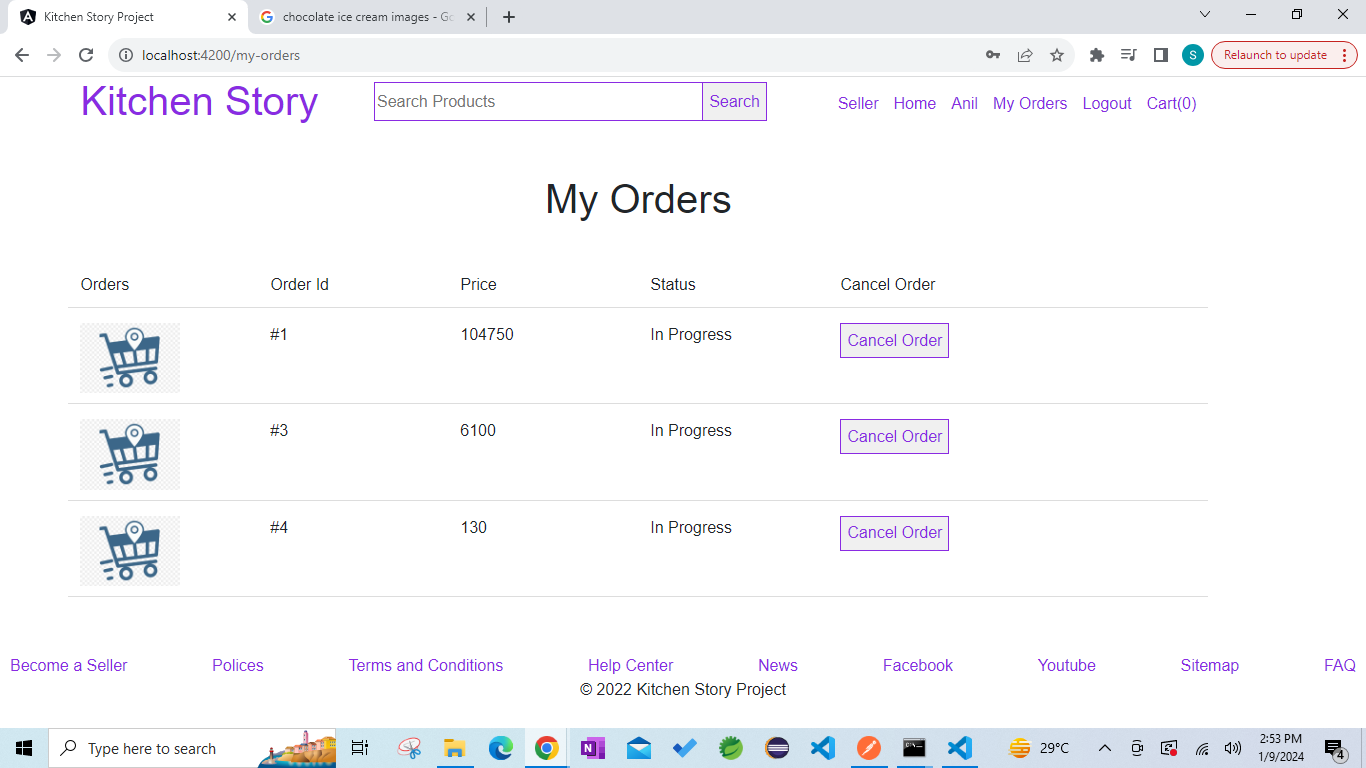 Kitchen Story Project
chocolate ice cream images - Go
localhost:4200/my-orders
S
Relaunch to update
Kitchen Story
Search Products
Search
Seller Home Anil My Orders Logout Cart(0)
My Orders
Orders Order Id Price Status Cancel Order
#1 104750 In Progress Cancel Order
#3 6100 In Progress Cancel Order
#4 130 In Progress Cancel Order
Become a Seller Polices Terms and Conditions Help Center News Facebook Youtube Sitemap FAQ
© 2022 Kitchen Story Project
Type here to search
29°C
2:53 PM
1/9/2024
4